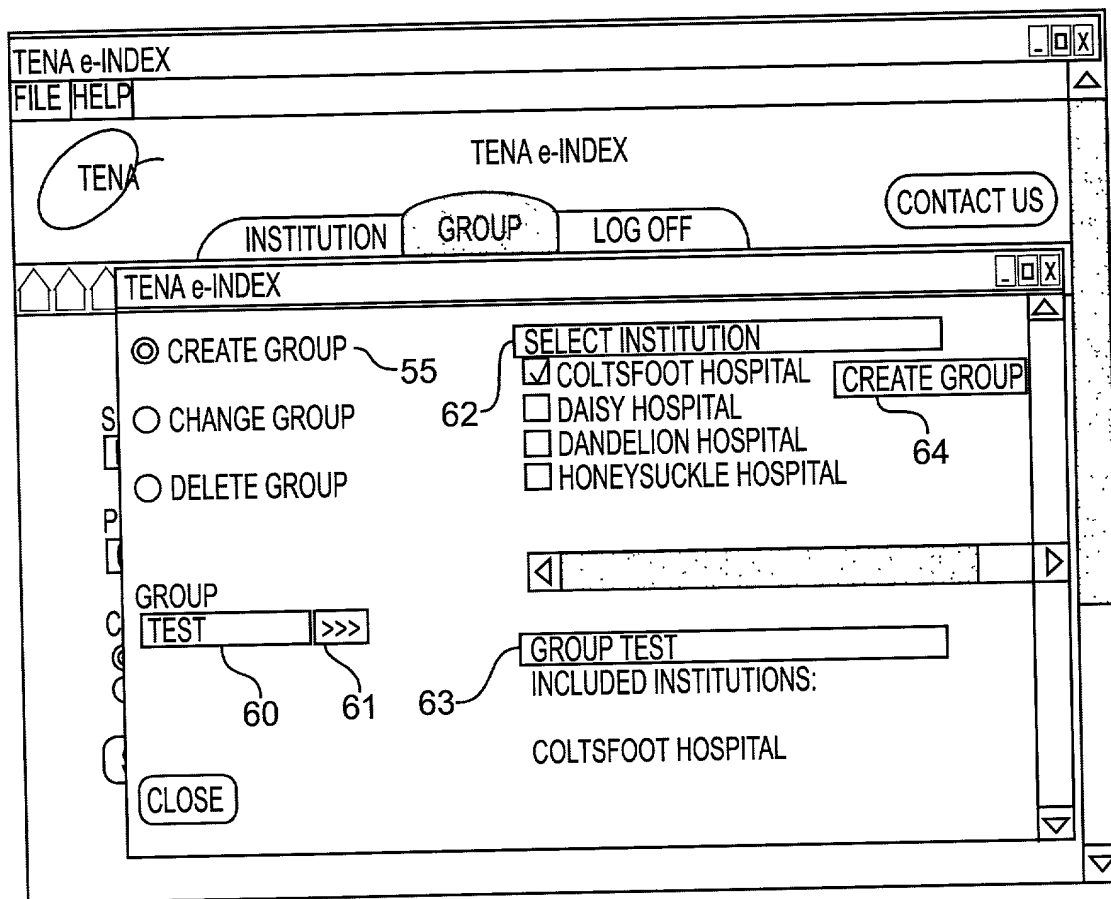 TENA e-INDEX
FILE HELP
TENA
TENA e-INDEX
CONTACT US
INSTITUTION GROUP LOG OFF
TENA e-INDEX
CREATE GROUP 55
CHANGE GROUP
DELETE GROUP
SELECT INSTITUTION
COLTSFOOT HOSPITAL
DAISY HOSPITAL
DANDELION HOSPITAL
HONEYSUCKLE HOSPITAL
62
CREATE GROUP
64
S
P
C
GROUP
TEST >>>
60 61
63
GROUP TEST
INCLUDED INSTITUTIONS:
COLTSFOOT HOSPITAL
CLOSE